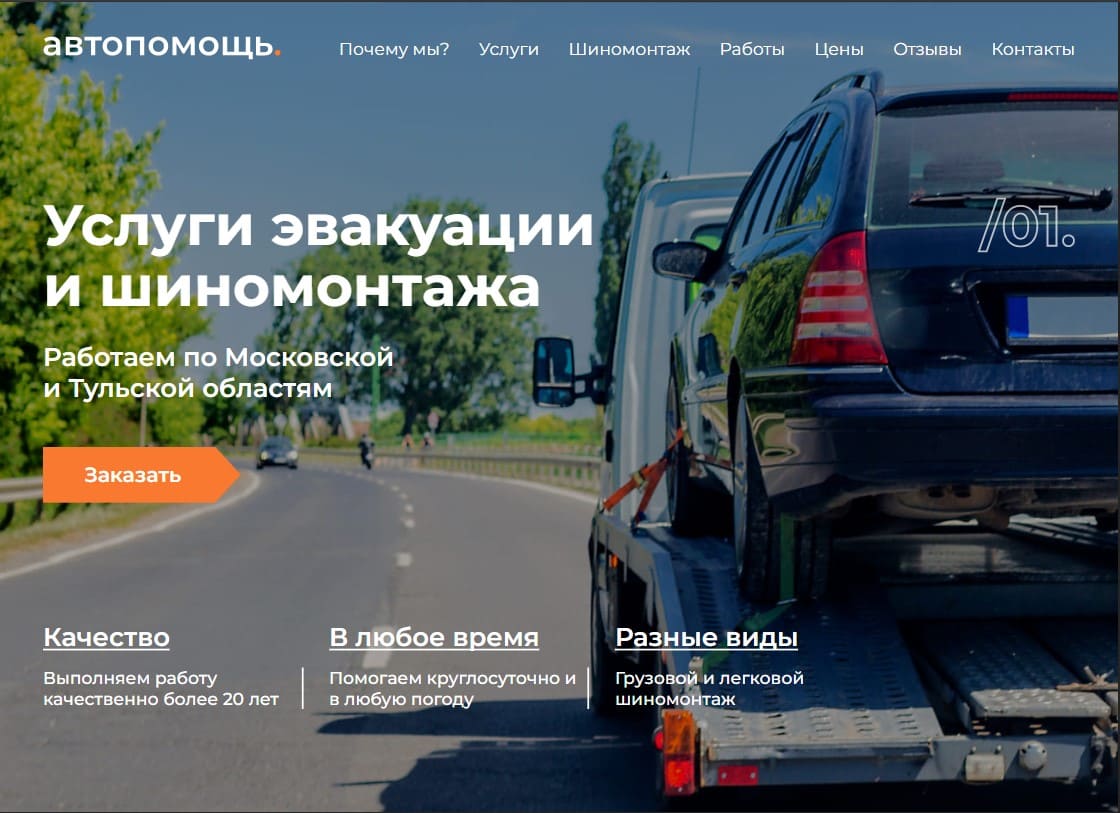 автопомощь.
Почему мы? Услуги Шиномонтаж Работы Цены Отзывы Контакты
Услуги эвакуации
и шиномонтажа
/01.
Работаем по Московской
и Тульской областям
Заказать
Качество
Выполняем работу
качественно более 20 лет
В любое время
Помогаем круглосуточно и
в любую погоду
Разные виды
Грузовой и легковой
шиномонтаж